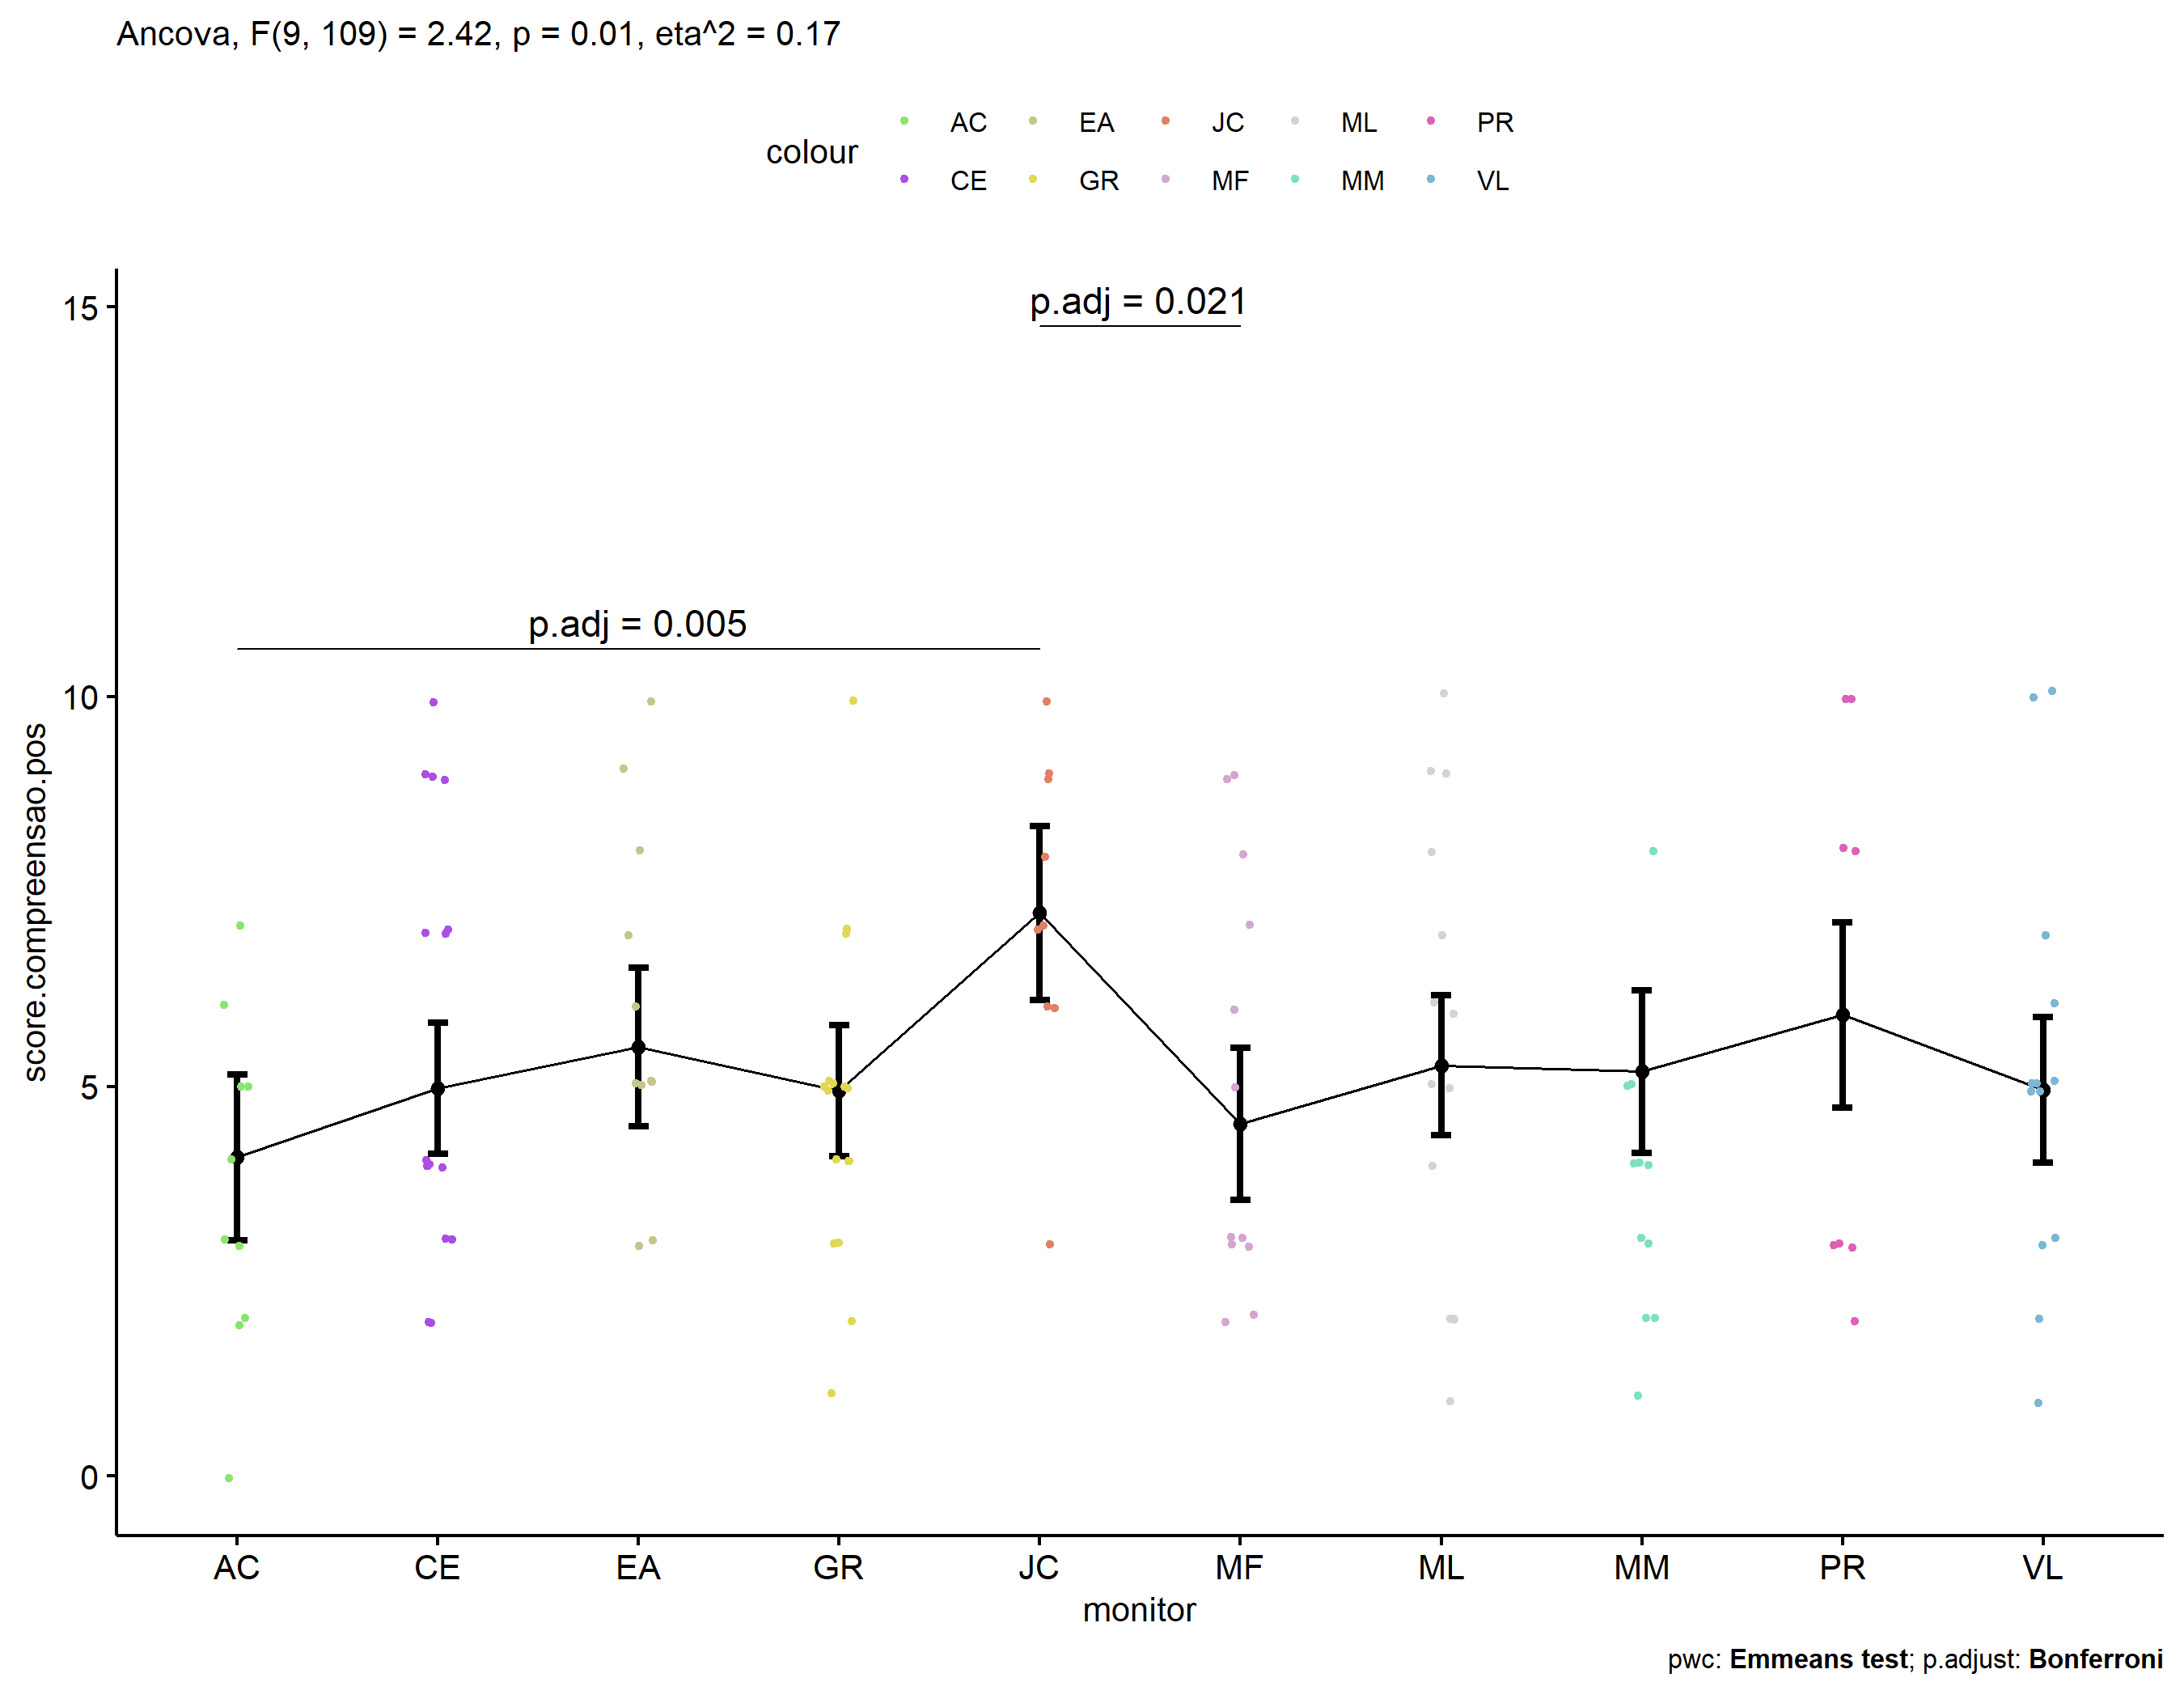 Ancova, F(9, 109) = 2.42, p = 0.01, eta^2 = 0.17
colour
AC EA JC ML PR
CE GR MF MM VL
15
p.adj = 0.021
p.adj = 0.005
10
score.compreensao.pos
5
0
AC CE EA GR JC MF ML MM PR VL
monitor
pwc: Emmeans test; p.adjust: Bonferroni